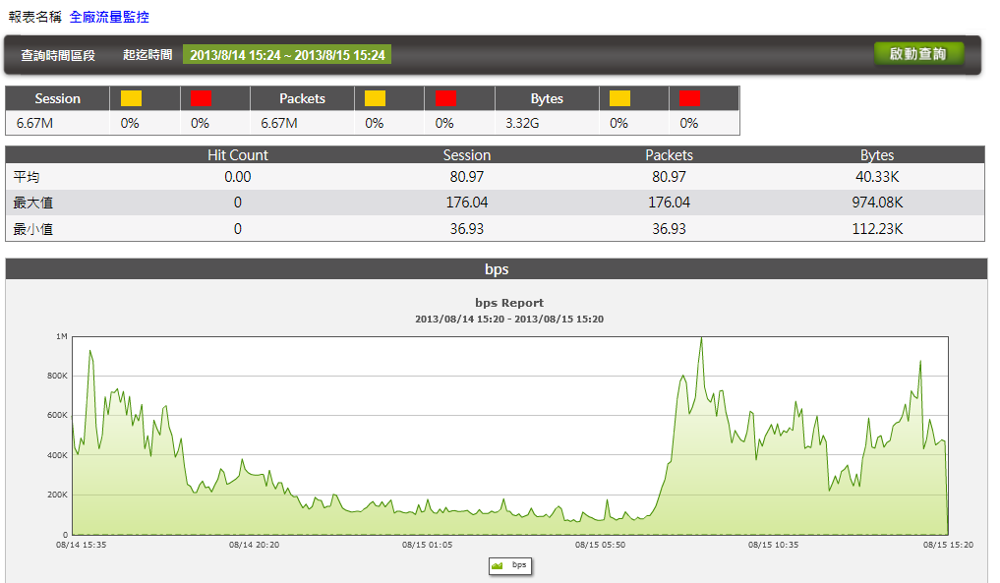 報表名稱 全廠流量監控
查詢時間區段 起迄時間 2013/8/14 15:24 ~ 2013/8/15 15:24 啟動查詢
Session Packets Bytes
6.67M 0% 0% 6.67M 0% 0% 3.32G 0% 0%
Hit Count Session Packets Bytes
平均 0.00 80.97 80.97 40.33K
最大值 0 176.04 176.04 974.08K
最小值 0 36.93 36.93 112.23K
bps
bps Report
2013/08/14 15:20 - 2013/08/15 15:20
1M
800K
600K
400K
200K
0
08/14 15:35 08/14 20:20 08/15 01:05 08/15 05:50 08/15 10:35 08/15 15:20
bps